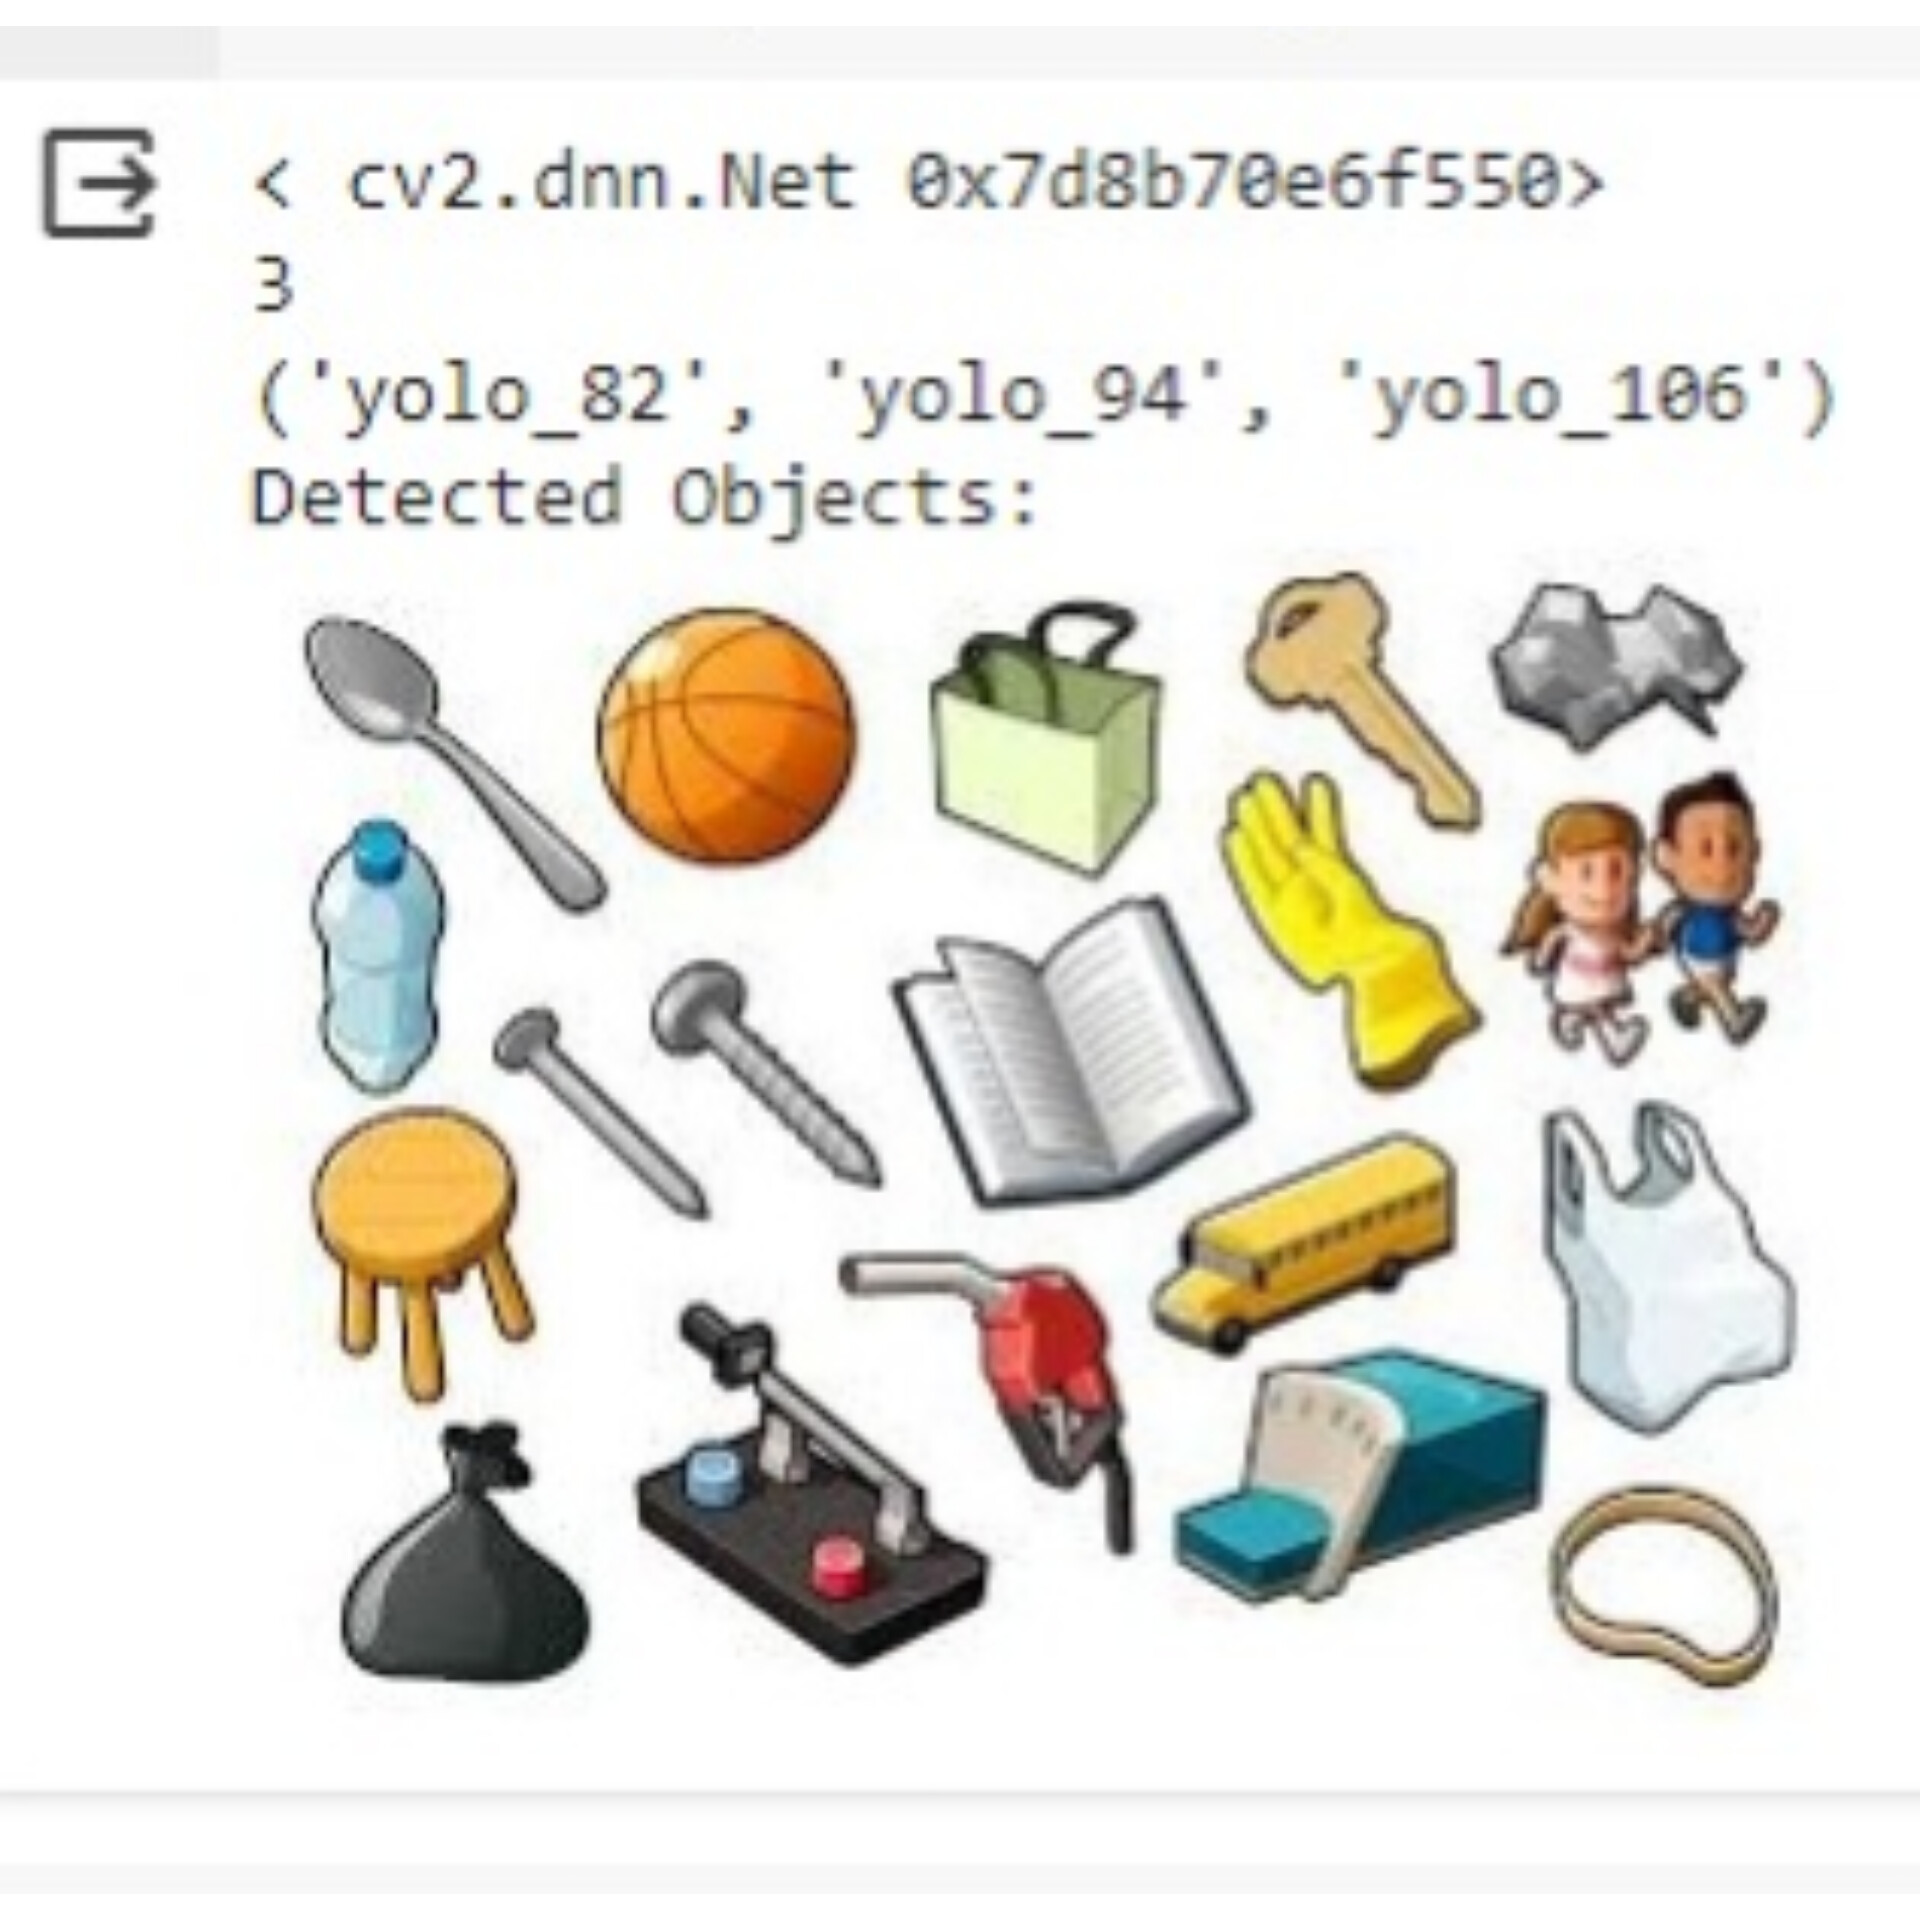 < cv2.dnn.Net 0x7d8b70e6f550>
3
('yolo_82', 'yolo_94', 'yolo_106')
Detected Objects: